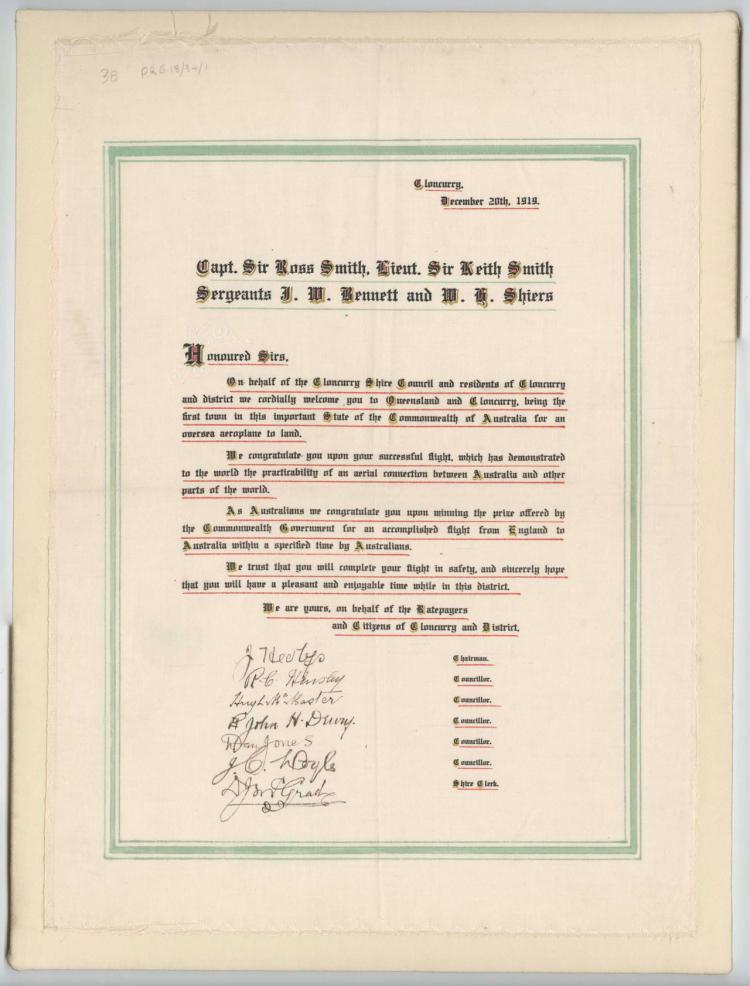 38 PRG 18/34/1
Cloncurry,
December 20th, 1919.
Capt. Sir Ross Smith, Lieut. Sir Keith Smith
Sergeants J. W. Bennett and W. H. Shiers
Honoured Sirs,
On behalf of the Cloncurry Shire Council and residents of Cloncurry
and district we cordially welcome you to Queensland and Cloncurry, being the
first town in this important State of the Commonwealth of Australia for an
oversea aeroplane to land.
We congratulate you upon your successful flight, which has demonstrated
to the world the practicability of an aerial connection between Australia and other
parts of the world.
As Australians we congratulate you upon winning the prize offered by
the Commonwealth Government for an accomplished flight from England to
Australia within a specified time by Australians.
We trust that you will complete your flight in safety, and sincerely hope
that you will have a pleasant and enjoyable time while in this district.
We are yours, on behalf of the Ratepayers
and Citizens of Cloncurry and District,
J Chairman.
R. C. Hensley Councillor.
Hugh McMaster Councillor.
John H. Councillor.
Jones Councillor.
J. C. Doyle Councillor.
Shire Clerk.